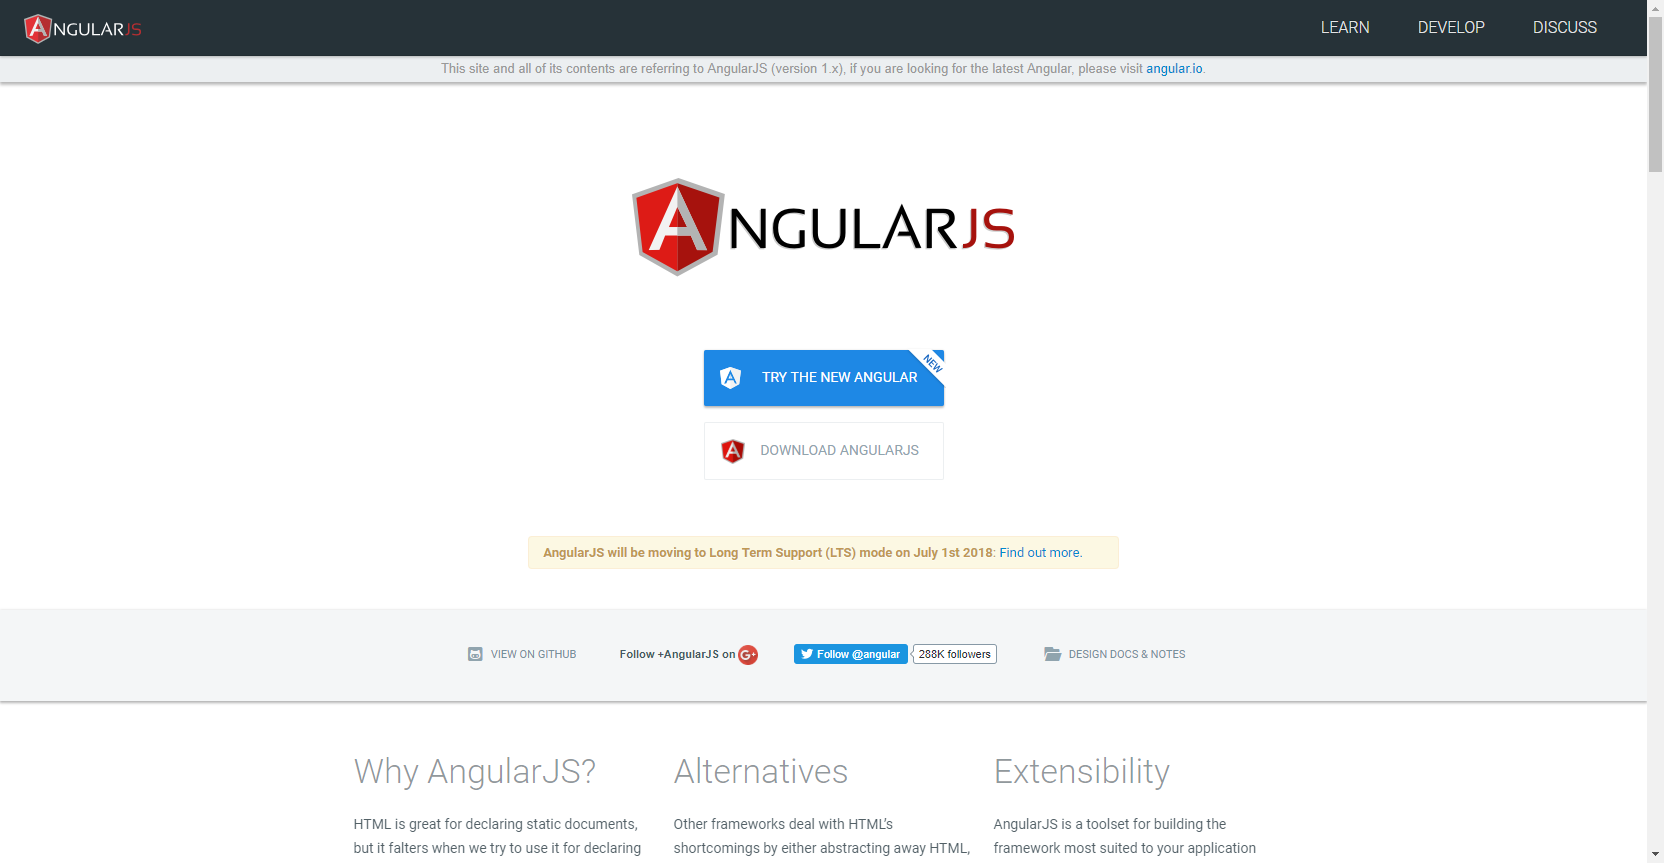 ANGULARJS
LEARN DEVELOP DISCUSS
This site and all of its contents are referring to AngularJS (version 1.x), if you are looking for the latest Angular, please visit angular.io.
ANGULARJS
TRY THE NEW ANGULAR NEW
DOWNLOAD ANGULARJS
AngularJS will be moving to Long Term Support (LTS) mode on July 1st 2018: Find out more.
VIEW ON GITHUB Follow +AngularJS on G+ Follow @angular 288K followers DESIGN DOCS & NOTES
Why AngularJS?
HTML is great for declaring static documents,
but it falters when we try to use it for declaring
Alternatives
Other frameworks deal with HTML's
shortcomings by either abstracting away HTML,
Extensibility
AngularJS is a toolset for building the
framework most suited to your application